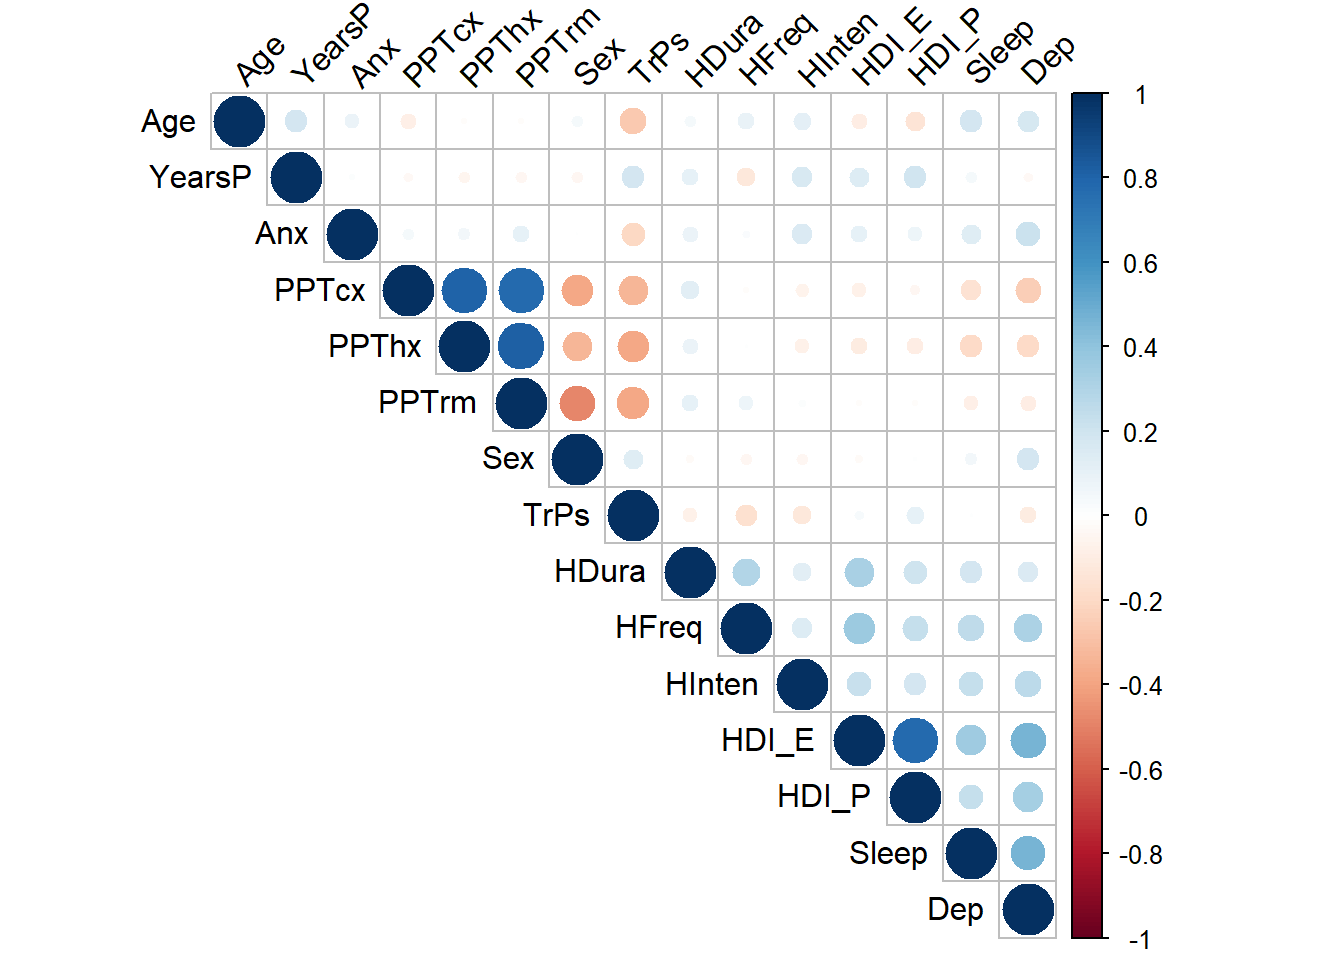 Age YearsP Anx PPTcx PPThx PPTrm Sex TrPs HDura HFreq HInten HDI_E HDI_P Sleep Dep
Age
YearsP
Anx
PPTcx
PPThx
PPTrm
Sex
TrPs
HDura
HFreq
HInten
HDI_E
HDI_P
Sleep
Dep
1
0.8
0.6
0.4
0.2
0
-0.2
-0.4
-0.6
-0.8
-1